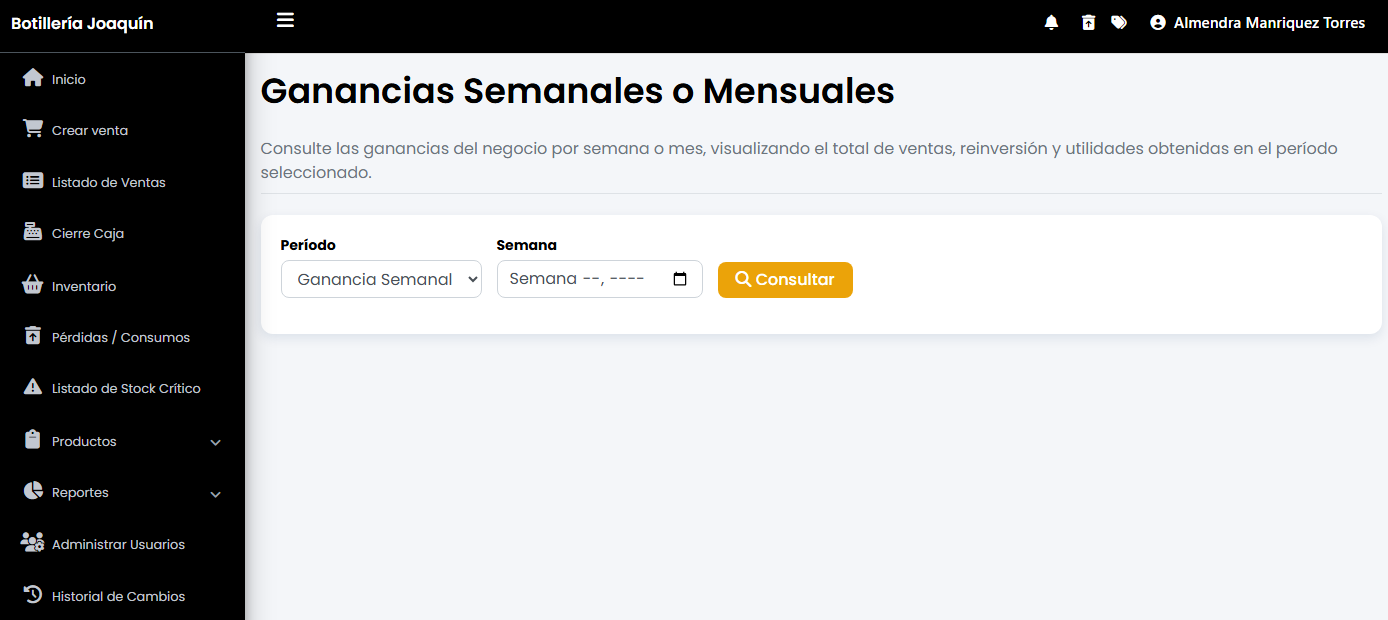 Botillería Joaquín
Almendra Manriquez Torres
Inicio
Crear venta
Listado de Ventas
Cierre Caja
Inventario
Pérdidas / Consumos
Listado de Stock Crítico
Productos
Reportes
Administrar Usuarios
Historial de Cambios
Ganancias Semanales o Mensuales
Consulte las ganancias del negocio por semana o mes, visualizando el total de ventas, reinversión y utilidades obtenidas en el período
seleccionado.
Período
Semana
Ganancia Semanal
Semana --, ----
Consultar